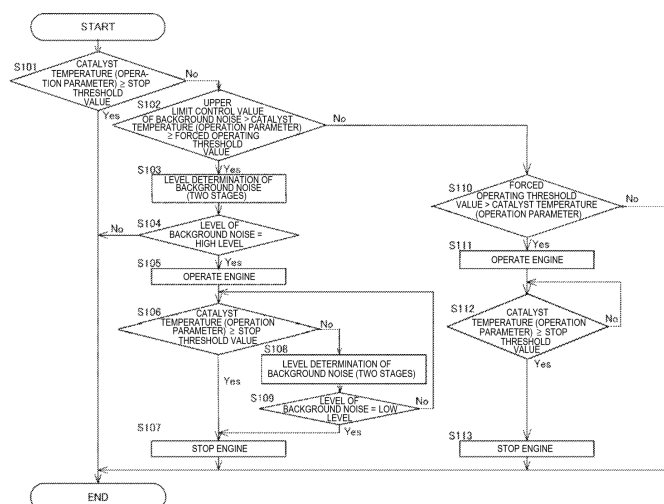 START
S101
CATALYST
TEMPERATURE (OPERA-
TION PARAMETER) ≥ STOP
THRESHOLD
VALUE
No
Yes
S102
UPPER
LIMIT CONTROL VALUE
OF BACKGROUND NOISE > CATALYST
TEMPERATURE (OPERATION PARAMETER)
≥ FORCED OPERATING
THRESHOLD
VALUE
No
Yes
S103
LEVEL DETERMINATION OF
BACKGROUND NOISE
(TWO STAGES)
S104
LEVEL OF
BACKGROUND NOISE =
HIGH LEVEL
No
Yes
S105
OPERATE ENGINE
S106
CATALYST
TEMPERATURE (OPERATION
PARAMETER) ≥ STOP
THRESHOLD VALUE
No
Yes
S108
LEVEL DETERMINATION OF
BACKGROUND NOISE (TWO STAGES)
S109
LEVEL OF
BACKGROUND NOISE = LOW
LEVEL
No
Yes
S107
STOP ENGINE
S110
FORCED
OPERATING THRESHOLD
VALUE > CATALYST TEMPERATURE
(OPERATION PARAMETER)
No
Yes
S111
OPERATE ENGINE
S112
CATALYST
TEMPERATURE (OPERATION
PARAMETER) ≥ STOP
THRESHOLD
VALUE
No
Yes
S113
STOP ENGINE
END